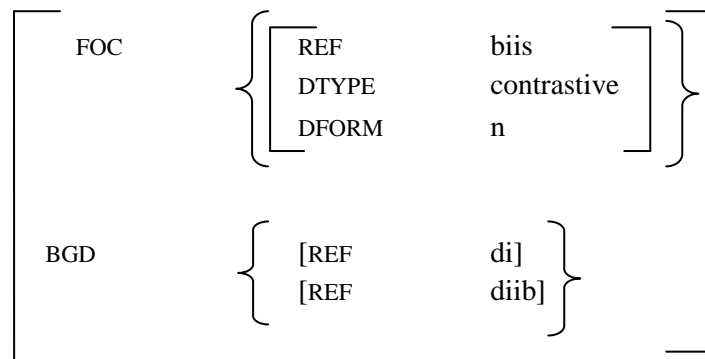 FOC REF biis
DTYPE contrastive
DFORM n
BGD [REF di]
[REF diib]